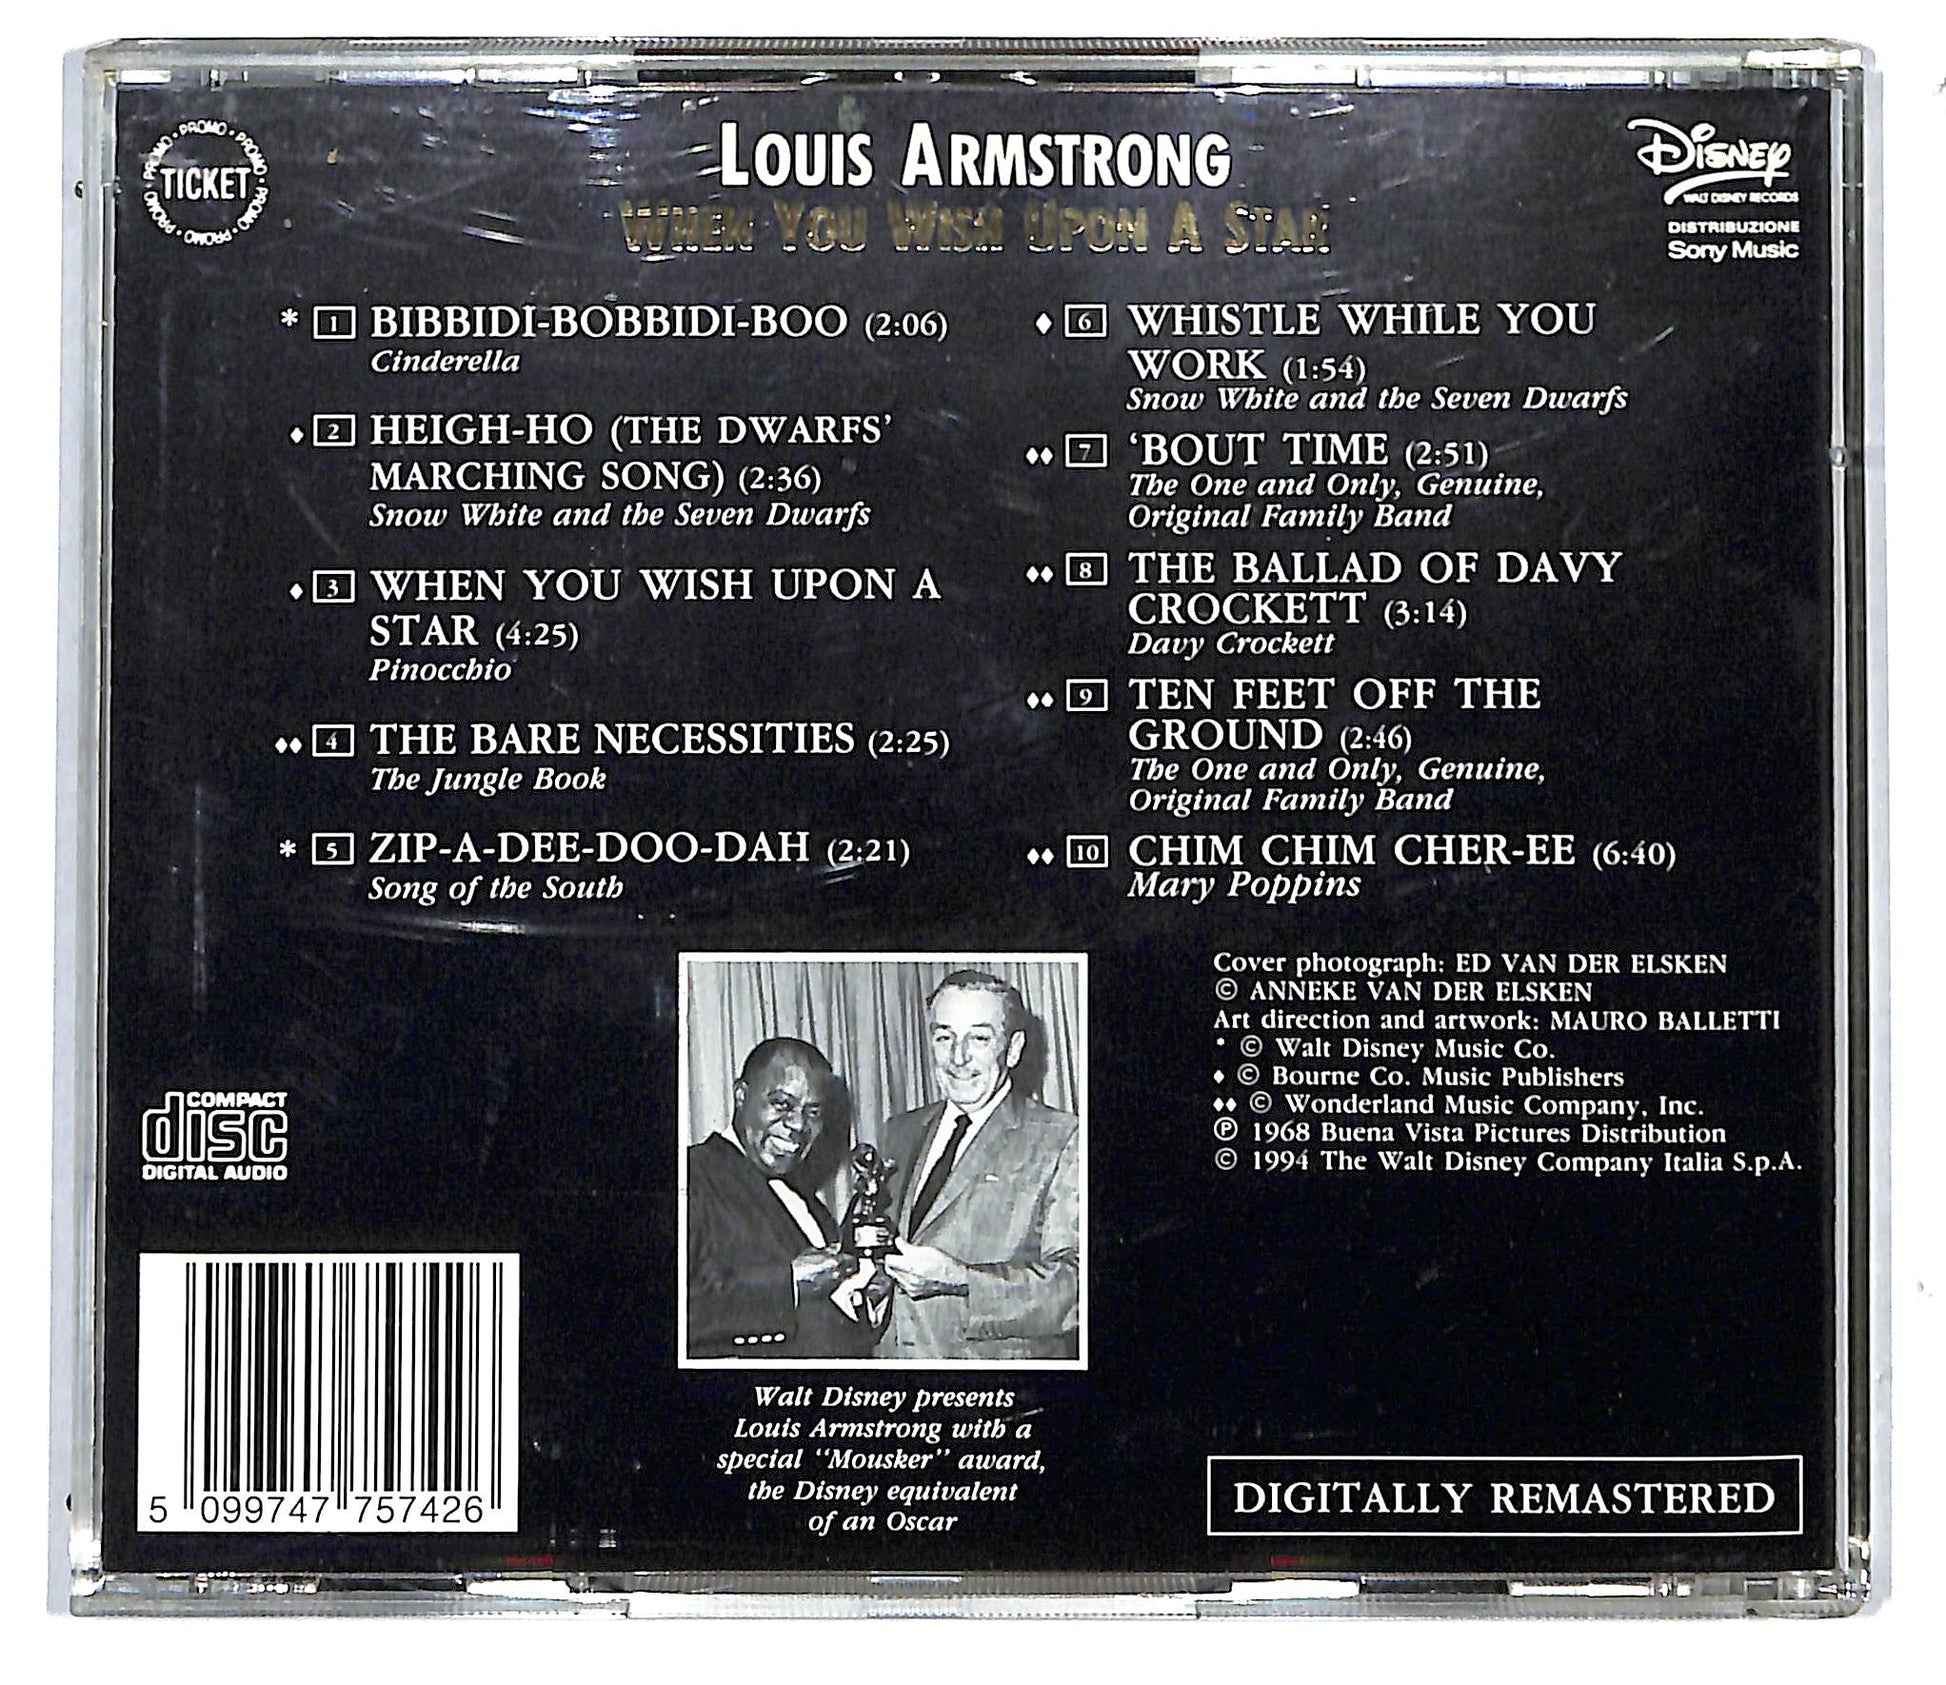 PROMO · PROMO · PROMO · PROMO · PROMO · PROMO ·
TICKET
LOUIS ARMSTRONG
WHEN YOU WISH UPON A STAR
DISNEY
WALT DISNEY RECORDS
DISTRIBUZIONE
Sony Music
* 1 BIBBIDI-BOBBIDI-BOO (2:06)
Cinderella
♦ 2 HEIGH-HO (THE DWARFS’
MARCHING SONG) (2:36)
Snow White and the Seven Dwarfs
♦ 3 WHEN YOU WISH UPON A
STAR (4:25)
Pinocchio
♦♦ 4 THE BARE NECESSITIES (2:25)
The Jungle Book
* 5 ZIP-A-DEE-DOO-DAH (2:21)
Song of the South
♦ 6 WHISTLE WHILE YOU
WORK (1:54)
Snow White and the Seven Dwarfs
♦♦ 7 ‘BOUT TIME (2:51)
The One and Only, Genuine,
Original Family Band
♦♦ 8 THE BALLAD OF DAVY
CROCKETT (3:14)
Davy Crockett
♦♦ 9 TEN FEET OFF THE
GROUND (2:46)
The One and Only, Genuine,
Original Family Band
♦♦ 10 CHIM CHIM CHER-EE (6:40)
Mary Poppins
Cover photograph: ED VAN DER ELSKEN
© ANNEKE VAN DER ELSKEN
Art direction and artwork: MAURO BALLETTI
* © Walt Disney Music Co.
♦ © Bourne Co. Music Publishers
♦♦ © Wonderland Music Company, Inc.
℗ 1968 Buena Vista Pictures Distribution
© 1994 The Walt Disney Company Italia S.p.A.
COMPACT
disc
DIGITAL AUDIO
5 099747 757426
Walt Disney presents
Louis Armstrong with a
special “Mousker” award,
the Disney equivalent
of an Oscar
DIGITALLY REMASTERED